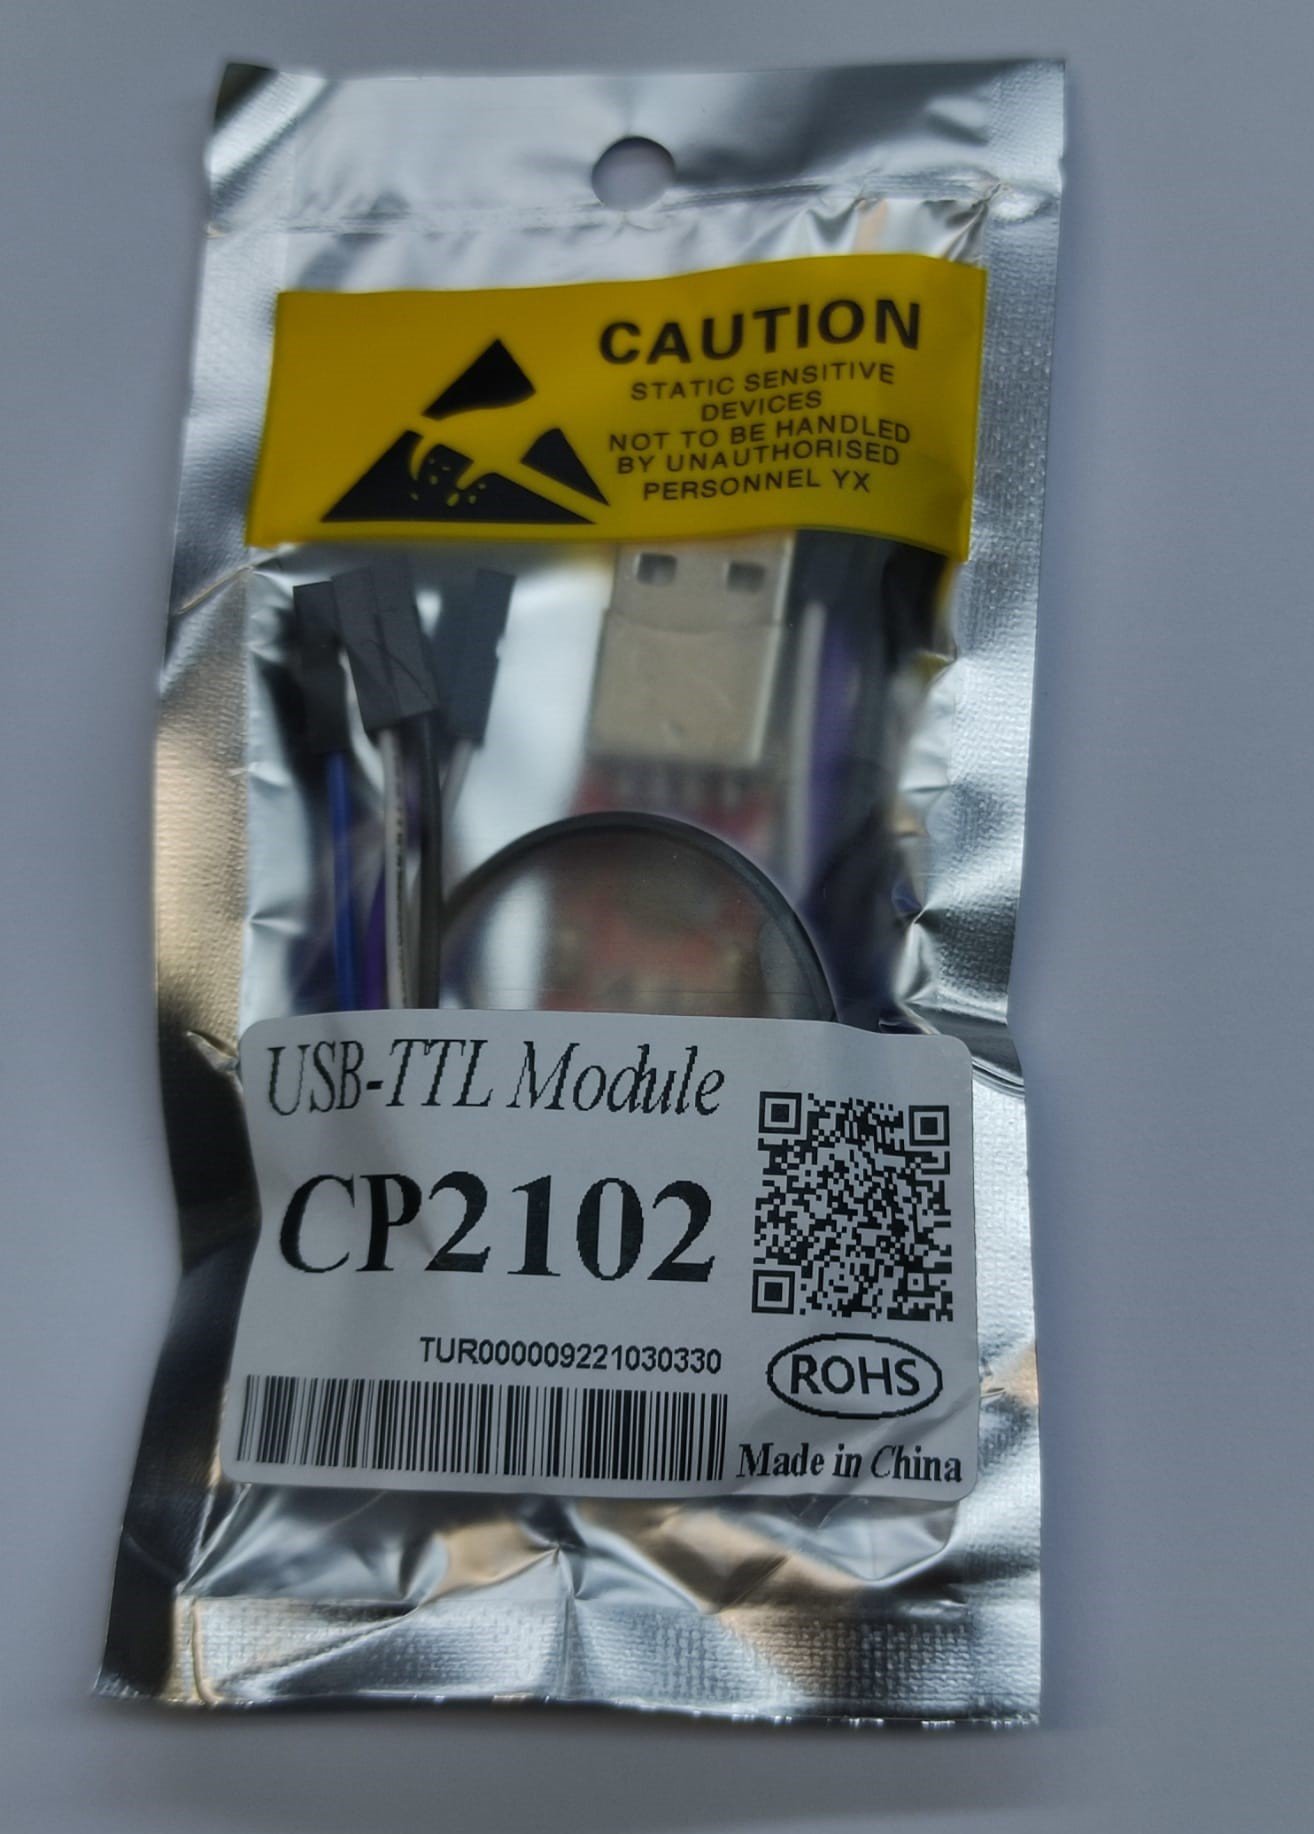 CAUTION
STATIC SENSITIVE
DEVICES
NOT TO BE HANDLED
BY UNAUTHORISED
PERSONNEL YX
USB-TTL Module
CP2102
TUR000009221030330
ROHS
Made in China